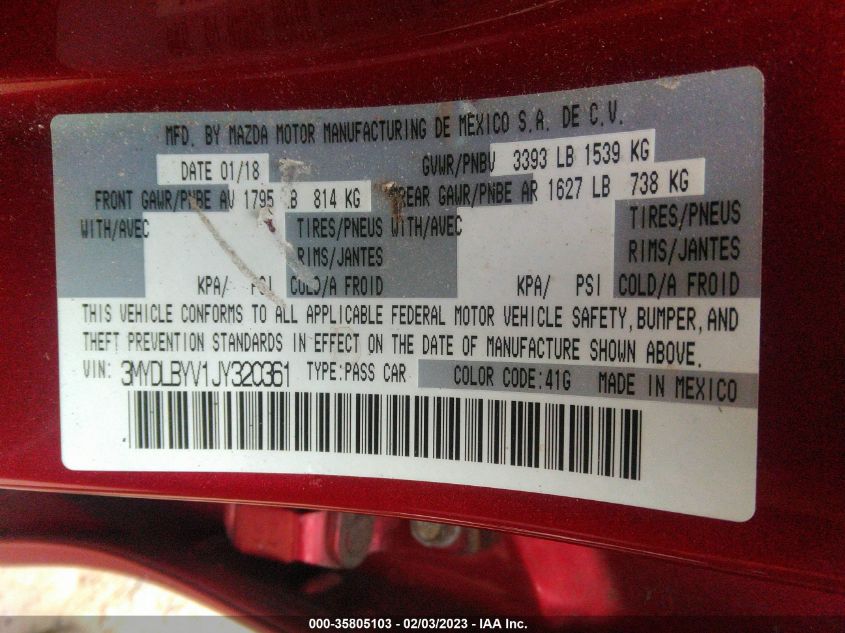 MFD. BY MAZDA MOTOR MANUFACTURING DE MEXICO S.A. DE C.V.
DATE 01/18 GVWR/PNBV 3393 LB 1539 KG
FRONT GAWR/PNBE AV 1795 LB 814 KG REAR GAWR/PNBE AR 1627 LB 738 KG
WITH/AVEC TIRES/PNEUS WITH/AVEC TIRES/PNEUS
RIMS/JANTES RIMS/JANTES
KPA/ PSI COLD/A FROID KPA/ PSI COLD/A FROID
THIS VEHICLE CONFORMS TO ALL APPLICABLE FEDERAL MOTOR VEHICLE SAFETY, BUMPER, AND
THEFT PREVENTION STANDARDS IN EFFECT ON THE DATE OF MANUFACTURE SHOWN ABOVE.
VIN: 3MYDLBYV1JY320361 TYPE:PASS CAR COLOR CODE:41G MADE IN MEXICO
000-35805103 - 02/03/2023 - IAA Inc.